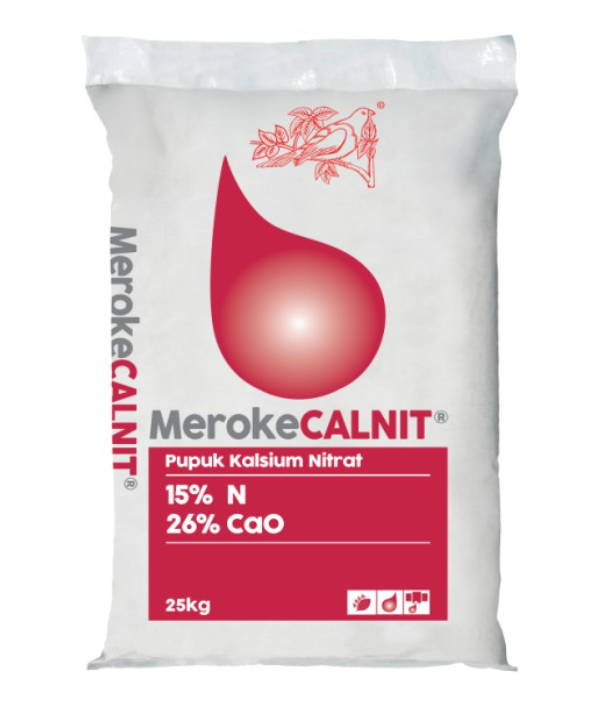 ®
MerokeCALNIT®
MerokeCALNIT®
Pupuk Kalsium Nitrat
15% N
26% CaO
25kg